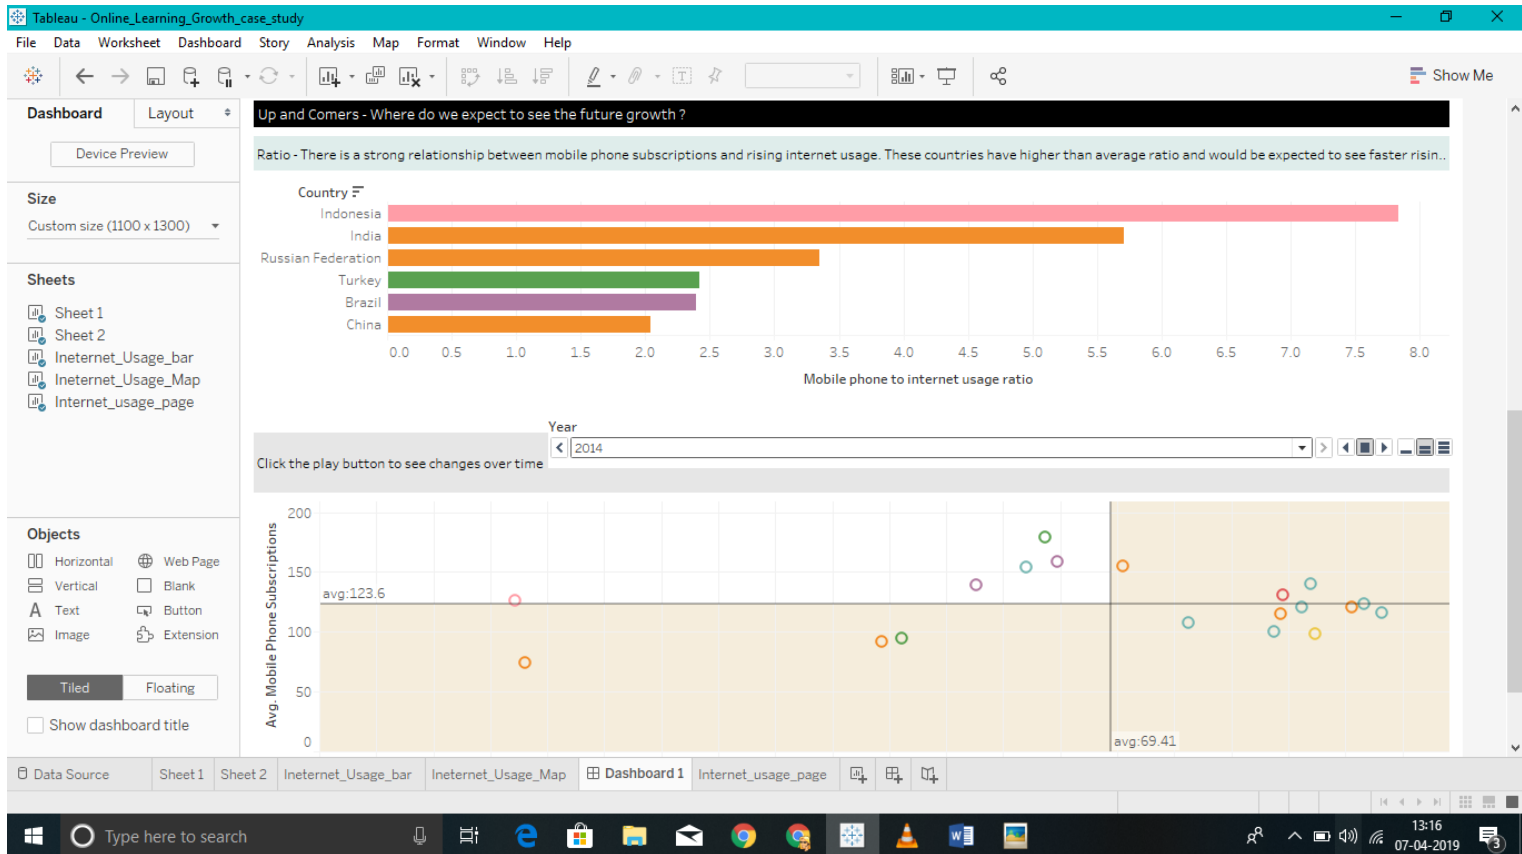 Tableau - Online_Learning_Growth_case_study
File Data Worksheet Dashboard Story Analysis Map Format Window Help
Show Me
Dashboard Layout
Device Preview
Size
Custom size (1100 x 1300)
Sheets
Sheet 1
Sheet 2
Ineternet_Usage_bar
Ineternet_Usage_Map
Internet_usage_page
Objects
Horizontal Web Page
Vertical Blank
Text Button
Image Extension
Tiled Floating
Show dashboard title
Up and Comers - Where do we expect to see the future growth ?
Ratio - There is a strong relationship between mobile phone subscriptions and rising internet usage. These countries have higher than average ratio and would be expected to see faster risin..
Country
Indonesia
India
Russian Federation
Turkey
Brazil
China
0.0 0.5 1.0 1.5 2.0 2.5 3.0 3.5 4.0 4.5 5.0 5.5 6.0 6.5 7.0 7.5 8.0
Mobile phone to internet usage ratio
Year
2014
Click the play button to see changes over time
Avg. Mobile Phone Subscriptions
200
150
avg:123.6
100
50
0
avg:69.41
Data Source Sheet 1 Sheet 2 Ineternet_Usage_bar Ineternet_Usage_Map Dashboard 1 Internet_usage_page
Type here to search
13:16
07-04-2019
3